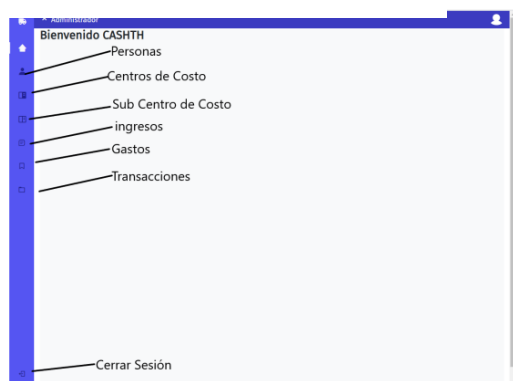 Administrador
Bienvenido CASHTH
Personas
Centros de Costo
Sub Centro de Costo
ingresos
Gastos
Transacciones
Cerrar Sesión